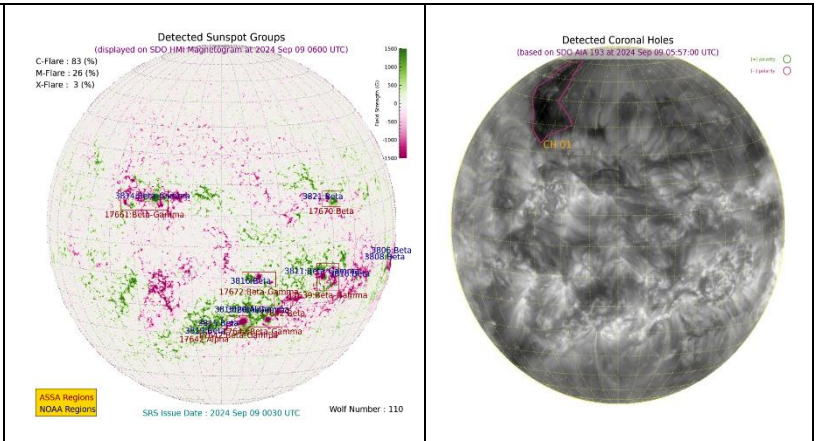 Detected Sunspot Groups
(displayed on SDO HMI Magnetogram at 2024 Sep 09 0600 UTC)
C-Flare : 83 (%)
M-Flare : 26 (%)
X-Flare : 3 (%)
1500
1000
500
0
-500
-1000
-1500
Field Strength (G)
17661:Beta-Gamma
3821:Beta
17670:Beta
3806:Beta
3808:Beta
3816:Beta
17672:Beta-Gamma
17642:Alpha
ASSA Regions
NOAA Regions
SRS Issue Date : 2024 Sep 09 0030 UTC
Wolf Number : 110
Detected Coronal Holes
(based on SDO AIA 193 at 2024 Sep 09 05:57:00 UTC)
[+] polarity
[-] polarity
CH 01